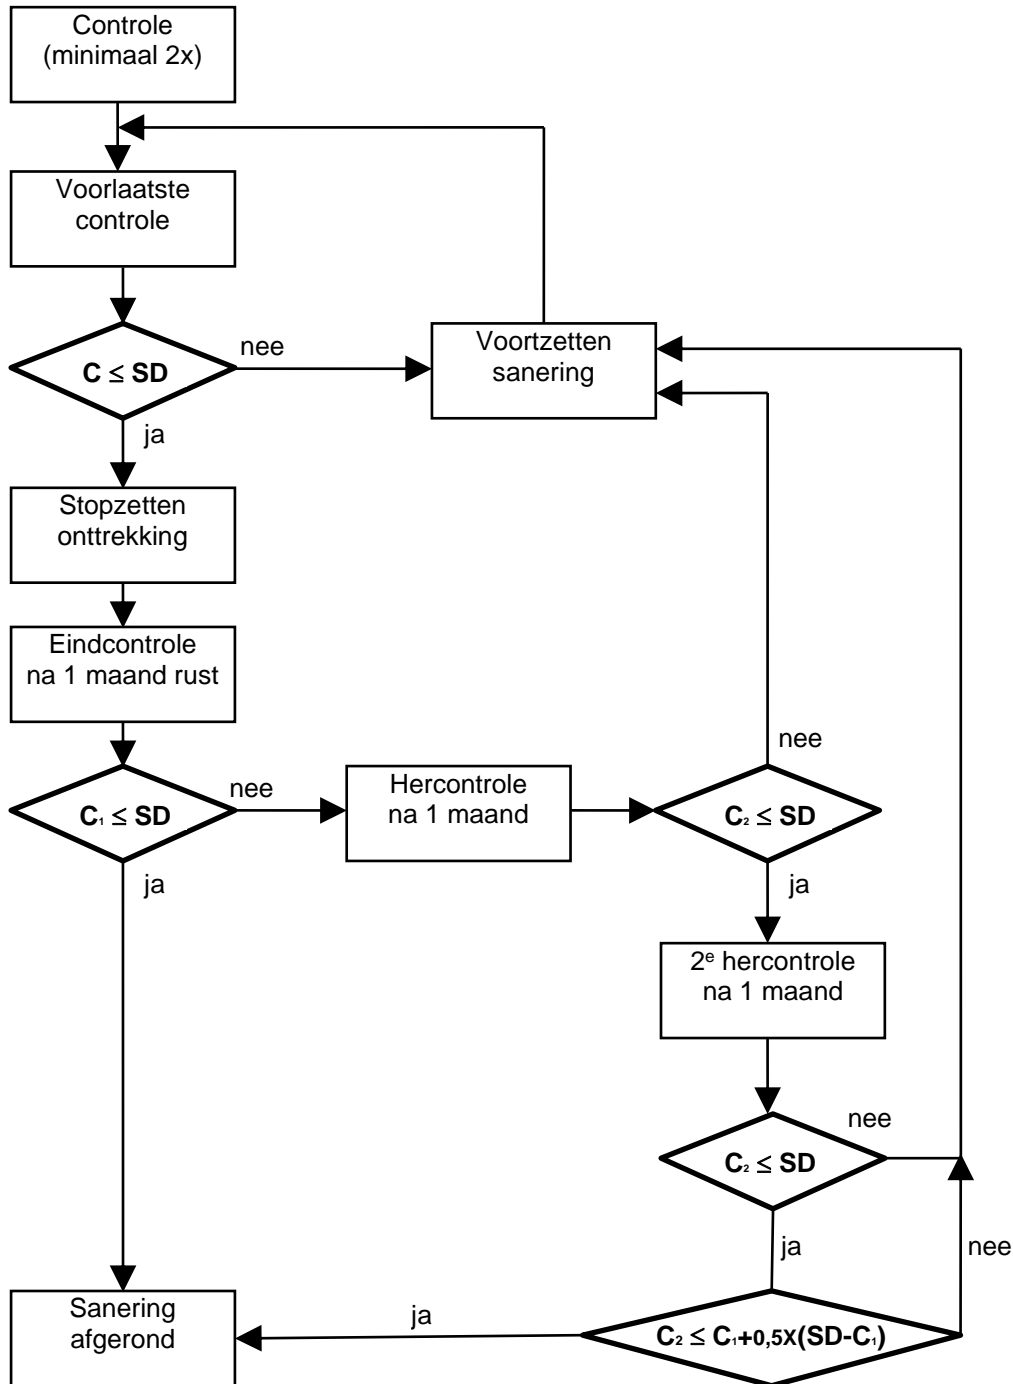 Controle
(minimaal 2x)
Voorlaatste
controle
C ≤ SD
nee
Voortzetten
sanering
ja
Stopzetten
onttrekking
Eindcontrole
na 1 maand rust
C₁ ≤ SD
nee
Hercontrole
na 1 maand
nee
C₂ ≤ SD
ja
ja
2ᵉ hercontrole
na 1 maand
nee
C₂ ≤ SD
ja
nee
Sanering
afgerond
ja
C₂ ≤ C₁+0,5X(SD-C₁)